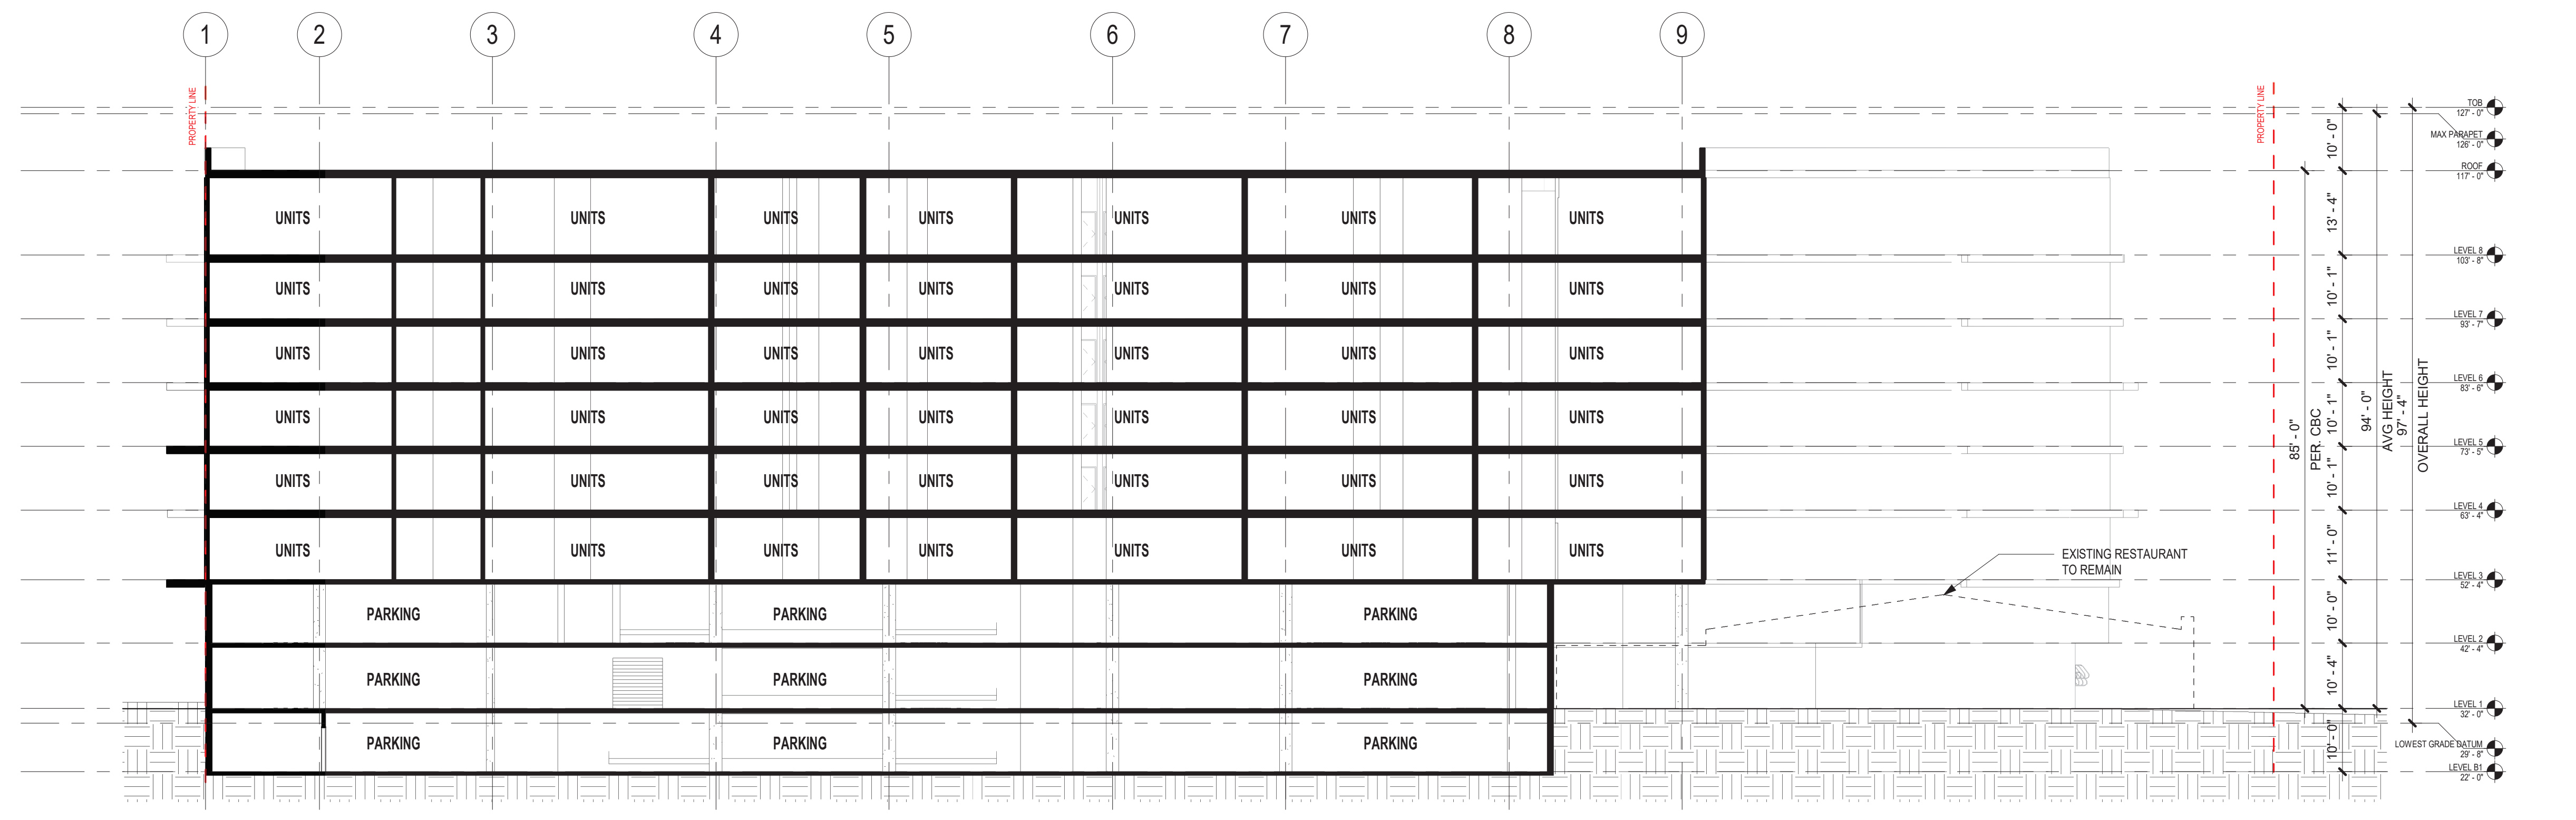 1 2 3 4 5 6 7 8 9
PROPERTY LINE
PROPERTY LINE
TOB
127' - 0"
MAX PARAPET
126' - 0"
ROOF
117' - 0"
LEVEL 8
103' - 8"
LEVEL 7
93' - 7"
LEVEL 6
83' - 6"
LEVEL 5
73' - 5"
LEVEL 4
63' - 4"
LEVEL 3
52' - 4"
LEVEL 2
42' - 4"
LEVEL 1
32' - 0"
LOWEST GRADE DATUM
29' - 8"
LEVEL B1
22' - 0"
10' - 0"
13' - 4"
10' - 1"
10' - 1"
10' - 1"
10' - 1"
11' - 0"
10' - 0"
10' - 4"
10' - 0"
85' - 0"
PER. CBC
94' - 0"
AVG HEIGHT
97' - 4"
OVERALL HEIGHT
UNITS UNITS UNITS UNITS UNITS UNITS UNITS
UNITS UNITS UNITS UNITS UNITS UNITS UNITS
UNITS UNITS UNITS UNITS UNITS UNITS UNITS
UNITS UNITS UNITS UNITS UNITS UNITS UNITS
UNITS UNITS UNITS UNITS UNITS UNITS UNITS
UNITS UNITS UNITS UNITS UNITS UNITS UNITS
EXISTING RESTAURANT
TO REMAIN
PARKING PARKING PARKING
PARKING PARKING PARKING
PARKING PARKING PARKING